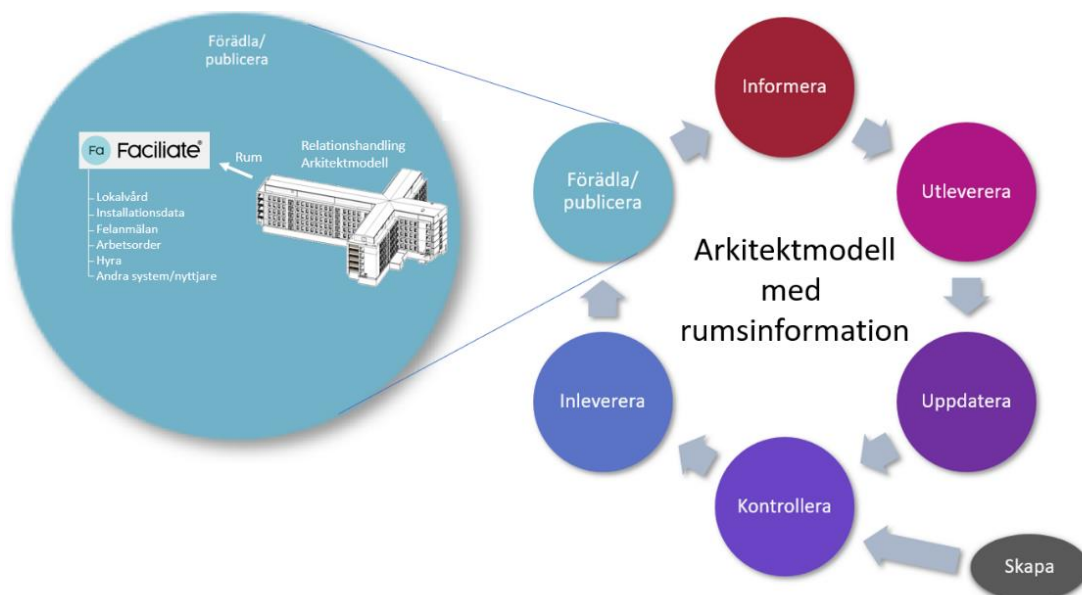 Förädla/
publicera
Fa Faciliate®
Rum
Relationshandling
Arkitektmodell
Lokalvård
Installationsdata
Felanmälan
Arbetsorder
Hyra
Andra system/nyttjare
Informera
Förädla/
publicera
Utleverera
Arkitektmodell
med
rumsinformation
Inleverera
Uppdatera
Kontrollera
Skapa